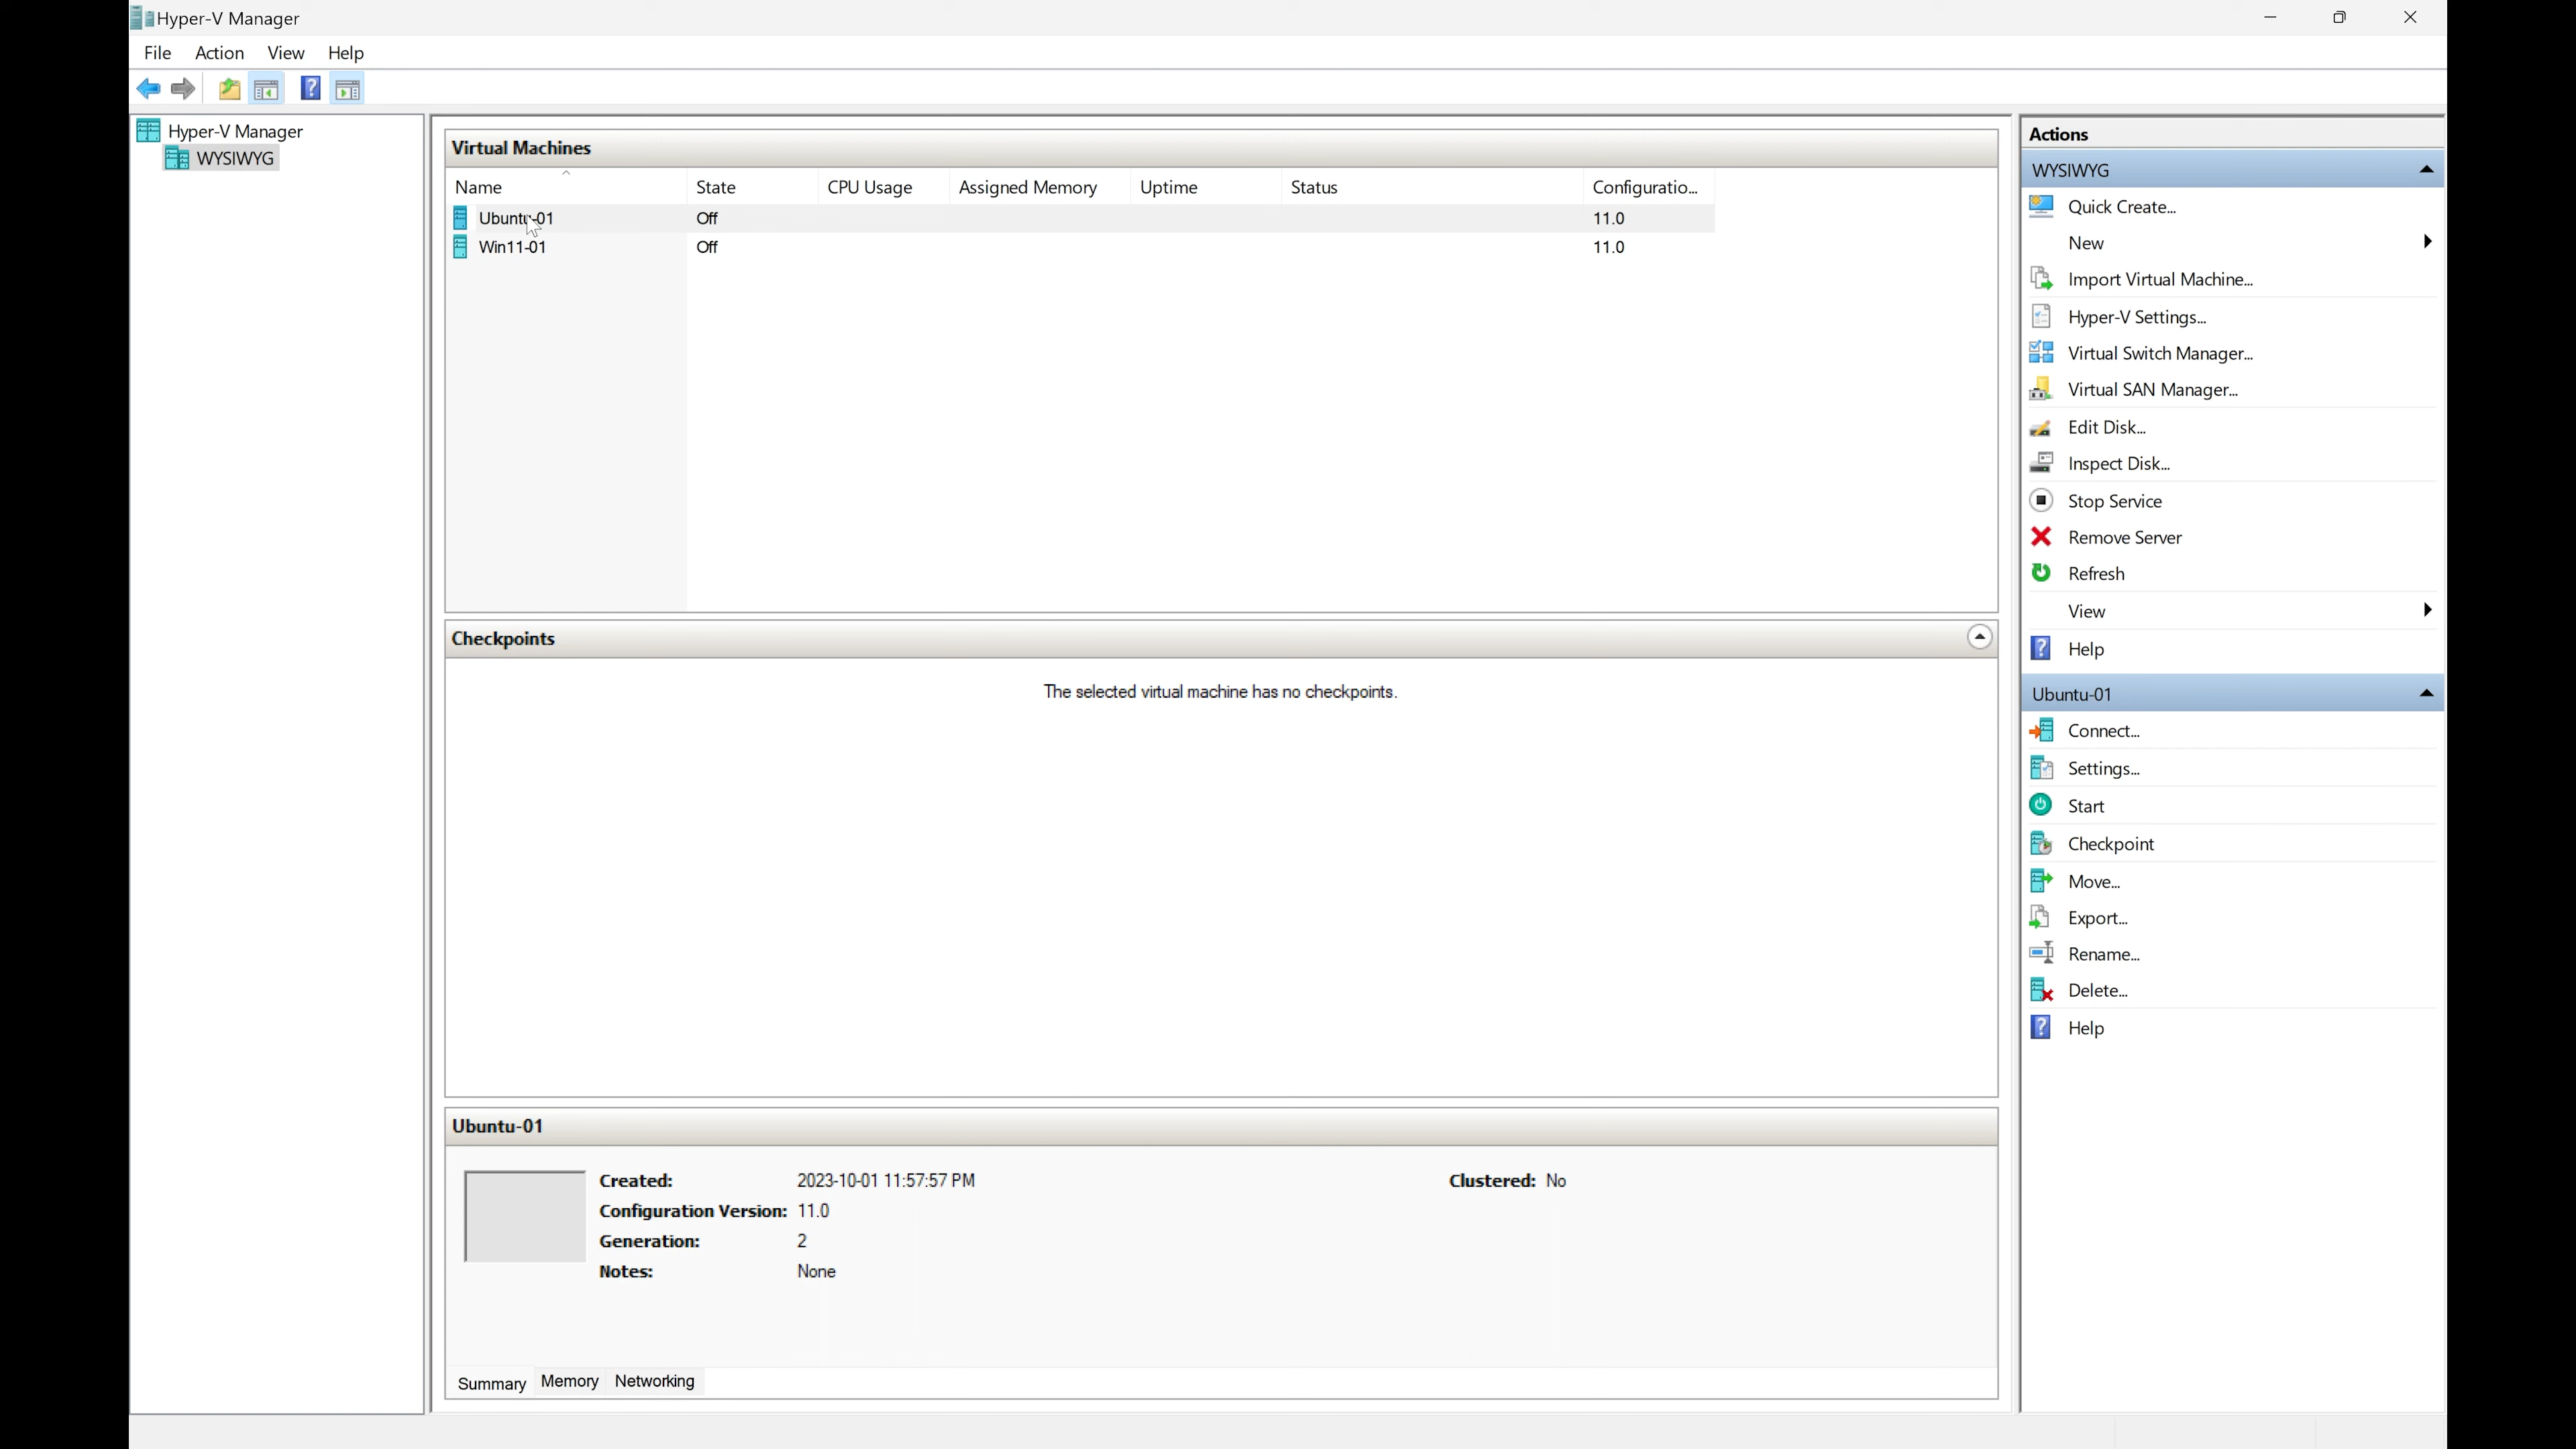 Hyper-V Manager
File Action View Help
Hyper-V Manager
WYSIWYG
Virtual Machines
Name State CPU Usage Assigned Memory Uptime Status Configuratio...
Ubuntu-01 Off 11.0
Win11-01 Off 11.0
Checkpoints
The selected virtual machine has no checkpoints.
Ubuntu-01
Created: 2023-10-01 11:57:57 PM Clustered: No
Configuration Version: 11.0
Generation: 2
Notes: None
Summary Memory Networking
Actions
WYSIWYG
Quick Create...
New
Import Virtual Machine...
Hyper-V Settings...
Virtual Switch Manager...
Virtual SAN Manager...
Edit Disk...
Inspect Disk...
Stop Service
Remove Server
Refresh
View
Help
Ubuntu-01
Connect...
Settings...
Start
Checkpoint
Move...
Export...
Rename...
Delete...
Help